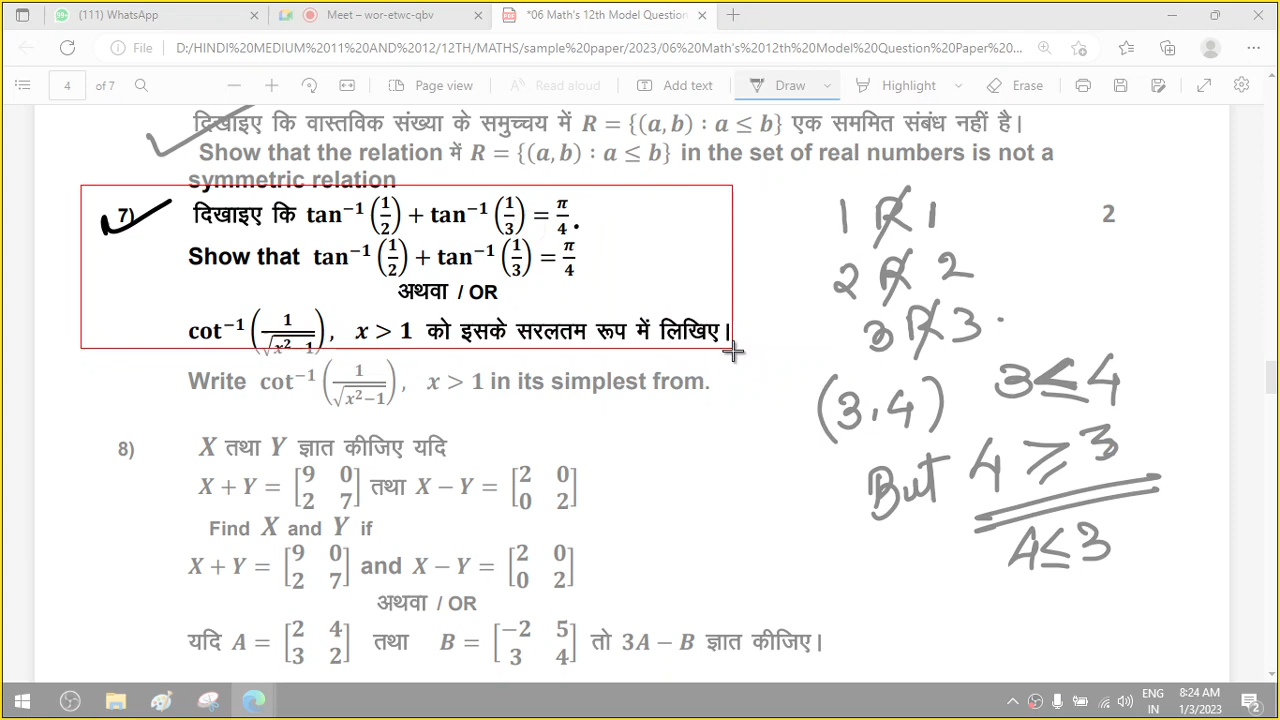 (111) WhatsApp
Meet – wor-etwc-qbv
*06 Math's 12th Model Question
File
D:/HINDI%20MEDIUM%2011%20AND%2012/12TH/MATHS/sample%20paper/2023/06%20Math's%2012th%20Model%20Question%20Paper%20...
4 of 7
Page view
Read aloud
Add text
Draw
Highlight
Erase
दिखाइए कि वास्तविक संख्या के समुच्चय में R = {(a, b) : a ≤ b} एक सममित संबंध नहीं है।
Show that the relation में R = {(a, b) : a ≤ b} in the set of real numbers is not a
symmetric relation
7) दिखाइए कि tan⁻¹(1/2) + tan⁻¹(1/3) = π/4.
2
Show that tan⁻¹(1/2) + tan⁻¹(1/3) = π/4
अथवा / OR
cot⁻¹(1/√(x²−1)), x > 1 को इसके सरलतम रूप में लिखिए।
Write cot⁻¹(1/√(x²−1)), x > 1 in its simplest from.
8) X तथा Y ज्ञात कीजिए यदि
X + Y = [9 0; 2 7] तथा X − Y = [2 0; 0 2]
Find X and Y if
X + Y = [9 0; 2 7] and X − Y = [2 0; 0 2]
अथवा / OR
यदि A = [2 4; 3 2] तथा B = [−2 5; 3 4] तो 3A − B ज्ञात कीजिए।
1 R̸ 1
2 R̸ 2
3 R̸ 3
(3,4) 3≤4
But 4 ≥ 3
4≤3
99+
ENG
IN
8:24 AM
1/3/2023
2